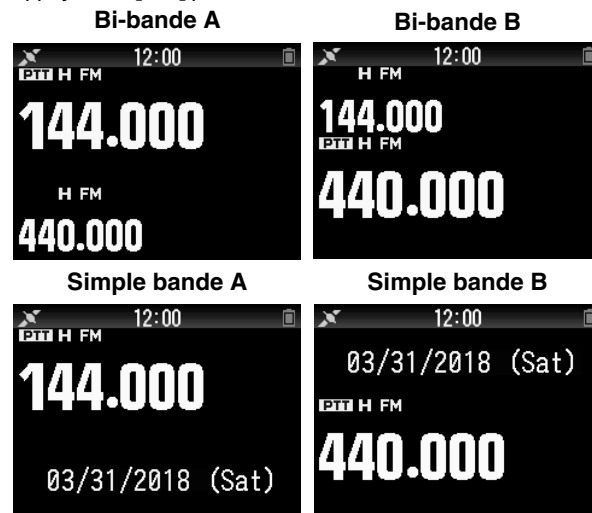 Bi-bande A
12:00
PTT H FM
144.000
H FM
440.000
Bi-bande B
12:00
H FM
144.000
PTT H FM
440.000
Simple bande A
12:00
PTT H FM
144.000
03/31/2018 (Sat)
Simple bande B
12:00
03/31/2018 (Sat)
PTT H FM
440.000